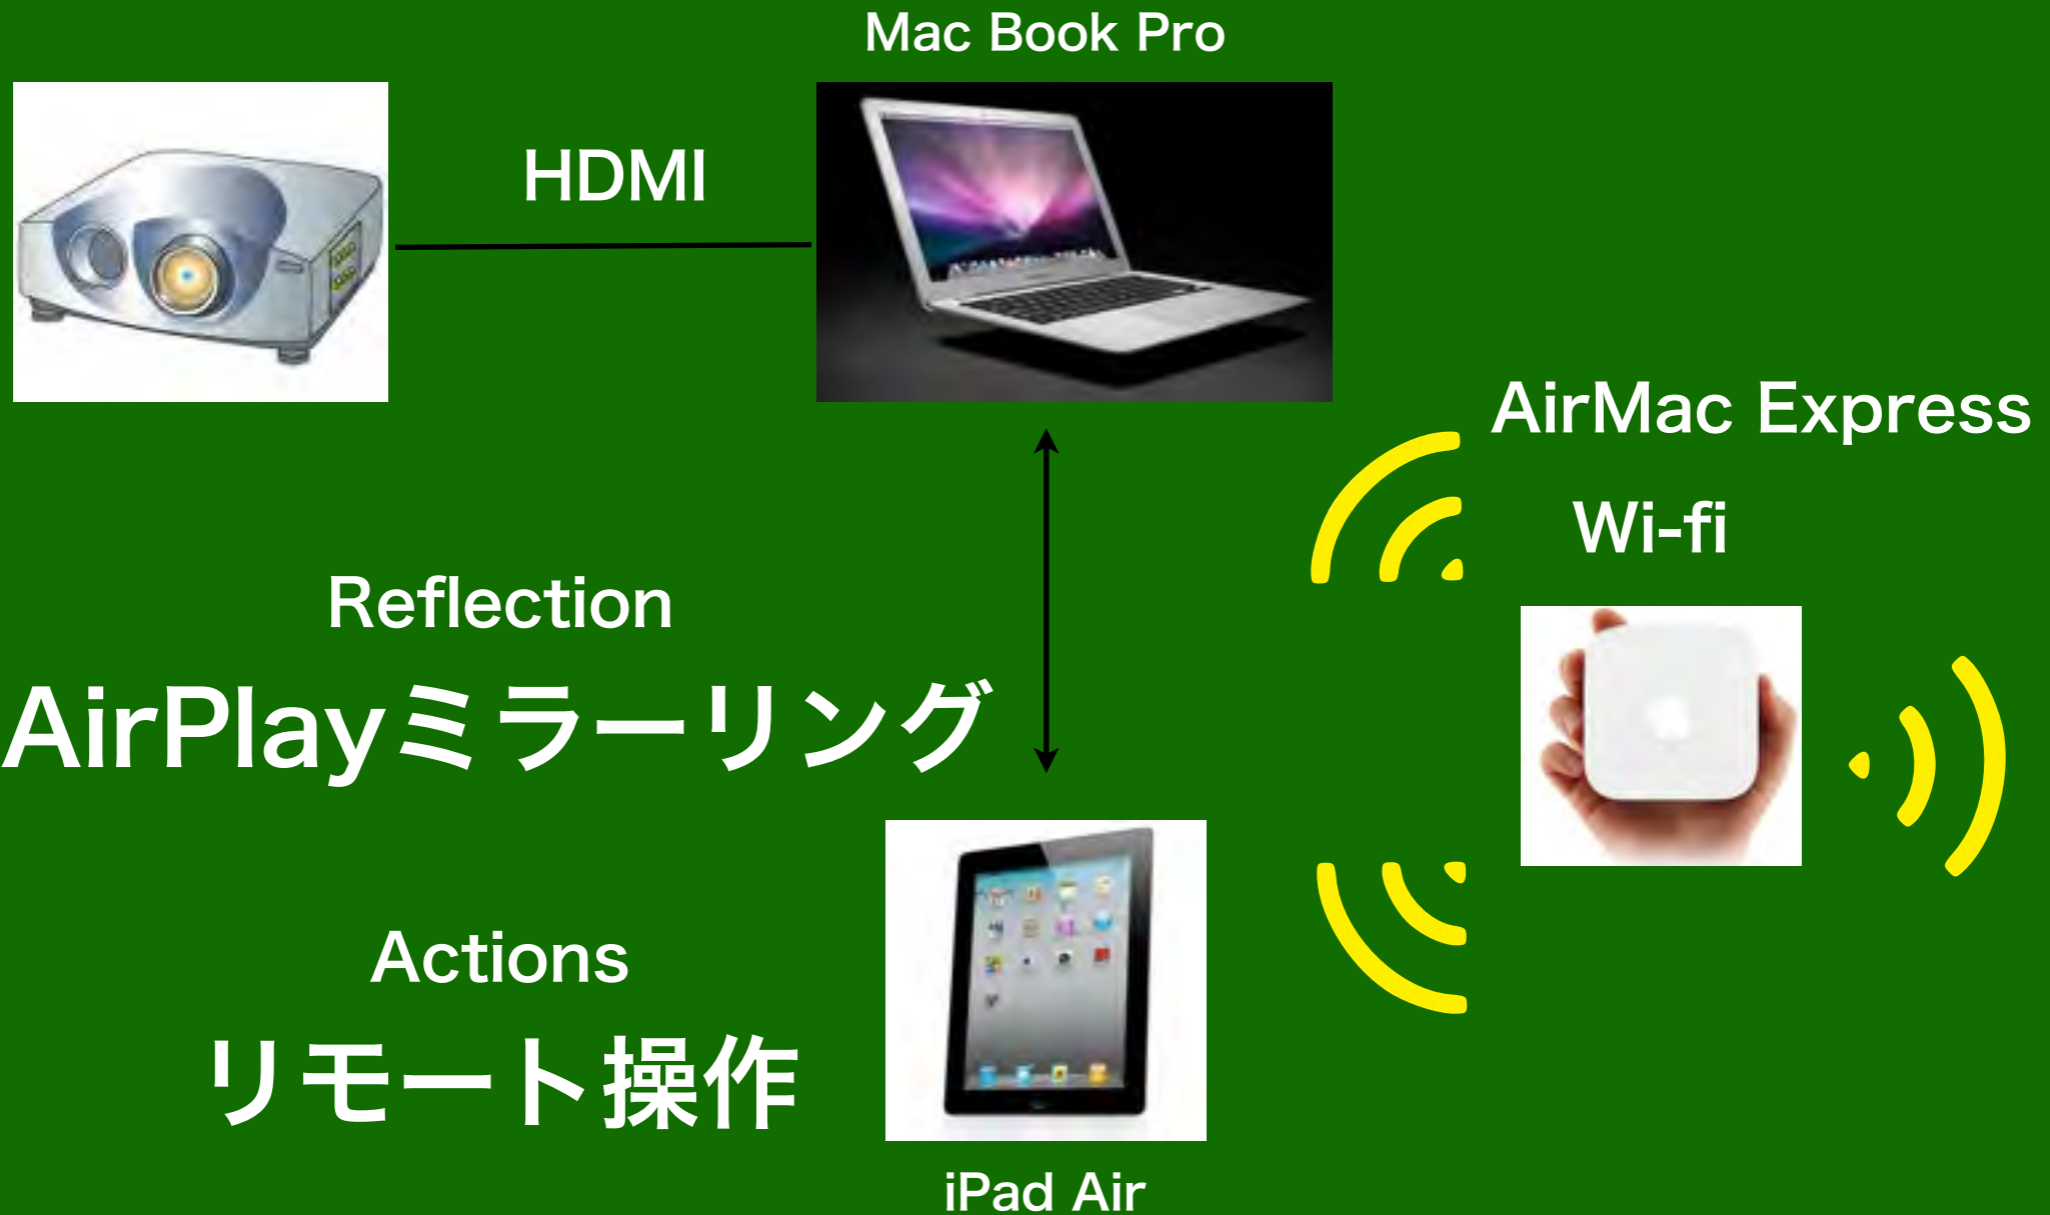 Mac Book Pro
HDMI
AirMac Express
Wi-fi
Reflection
AirPlayミラーリング
Actions
リモート操作
iPad Air